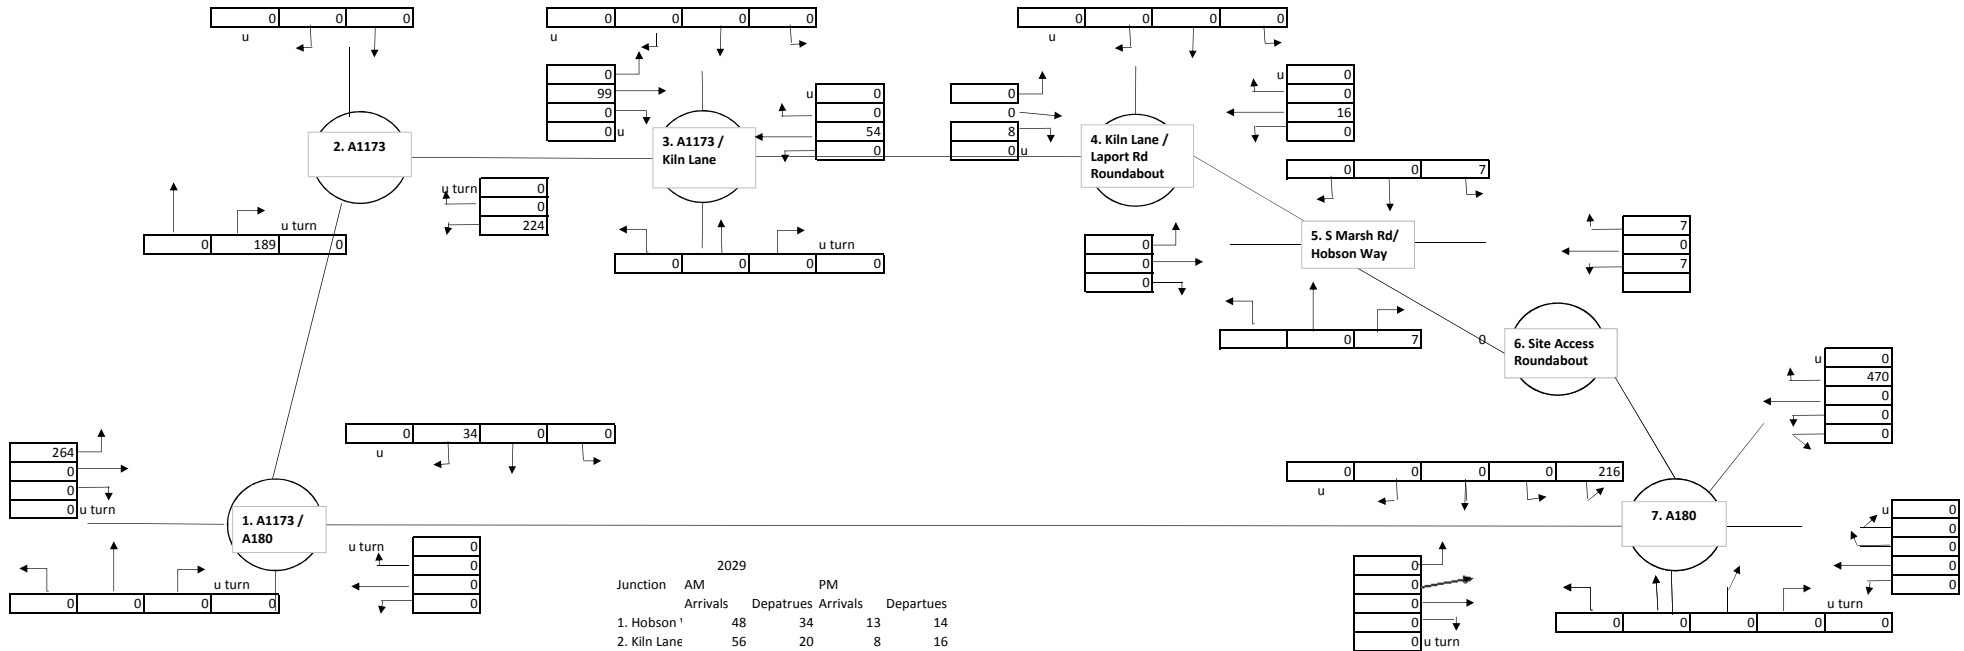 0 0 0
u
0 0 0 0
u
0 0 0 0
u
0
99
0
0 u
u 0
0
54
0
0
0
8
0 u
u 0
0
16
0
2. A1173
3. A1173 /
Kiln Lane
4. Kiln Lane /
Laport Rd
Roundabout
0 0 7
u turn 0
0
224
u turn
0 189 0
u turn
0 0 0 0
0
0
0
5. S Marsh Rd/
Hobson Way
7
0
7
0 7
0
6. Site Access
Roundabout
u 0
470
0
0
0
0 34 0 0
u
264
0
0
0 u turn
0 0 0 0 216
u
1. A1173 /
A180
7. A180
u 0
0
0
0
0
u turn 0
0
0
0
u turn
0 0 0 0
0
0
0
0
0 u turn
u turn
0 0 0 0 0
2029
Junction AM PM
Arrivals Depatrues Arrivals Departues
1. Hobson 48 34 13 14
2. Kiln Lane 56 20 8 16